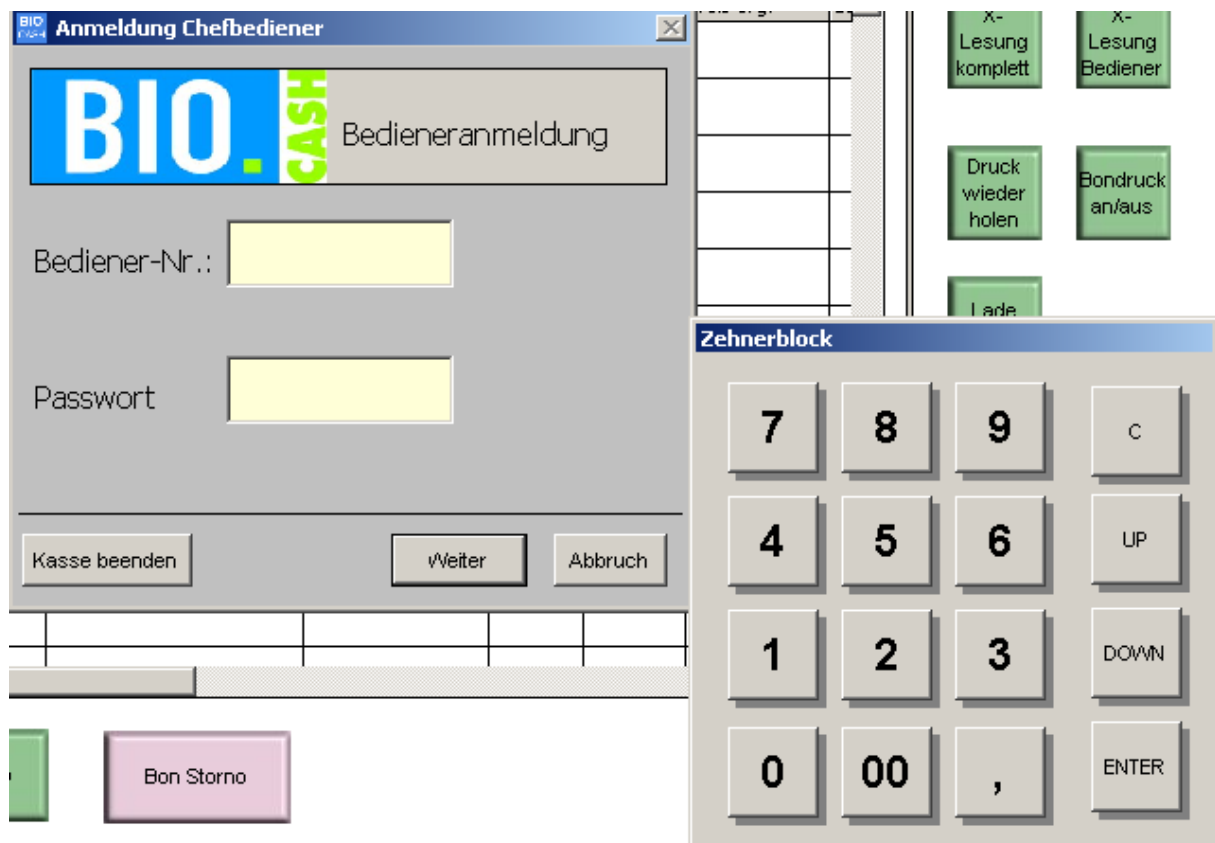 BIO CASH Anmeldung Chefbediener
BIO. CASH Bedieneranmeldung
Bediener-Nr.:
Passwort
Kasse beenden
Weiter
Abbruch
X-
Lesung
komplett
X-
Lesung
Bediener
Druck
wieder
holen
Bondruck
an/aus
Lade
Zehnerblock
7 8 9 C
4 5 6 UP
1 2 3 DOWN
0 00 , ENTER
Bon Storno